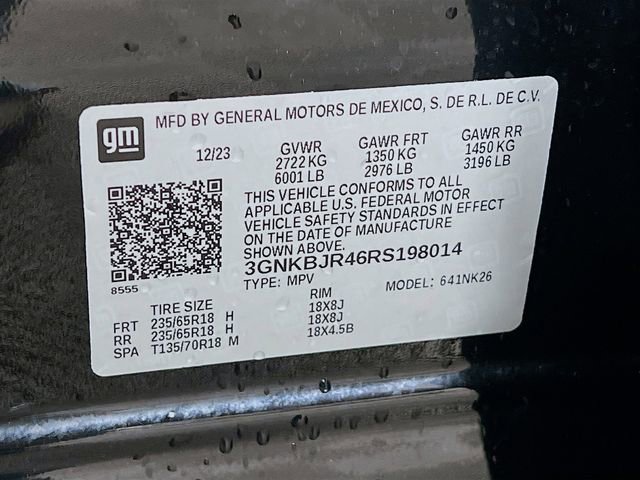 gm MFD BY GENERAL MOTORS DE MEXICO, S. DE R.L. DE C.V.
12/23 GVWR GAWR FRT GAWR RR
2722 KG 1350 KG 1450 KG
6001 LB 2976 LB 3196 LB
THIS VEHICLE CONFORMS TO ALL
APPLICABLE U.S. FEDERAL MOTOR
VEHICLE SAFETY STANDARDS IN EFFECT
ON THE DATE OF MANUFACTURE
SHOWN ABOVE.
8555 3GNKBJR46RS198014
TYPE: MPV MODEL: 641NK26
TIRE SIZE RIM
FRT 235/65R18 H 18X8J
RR 235/65R18 H 18X8J
SPA T135/70R18 M 18X4.5B